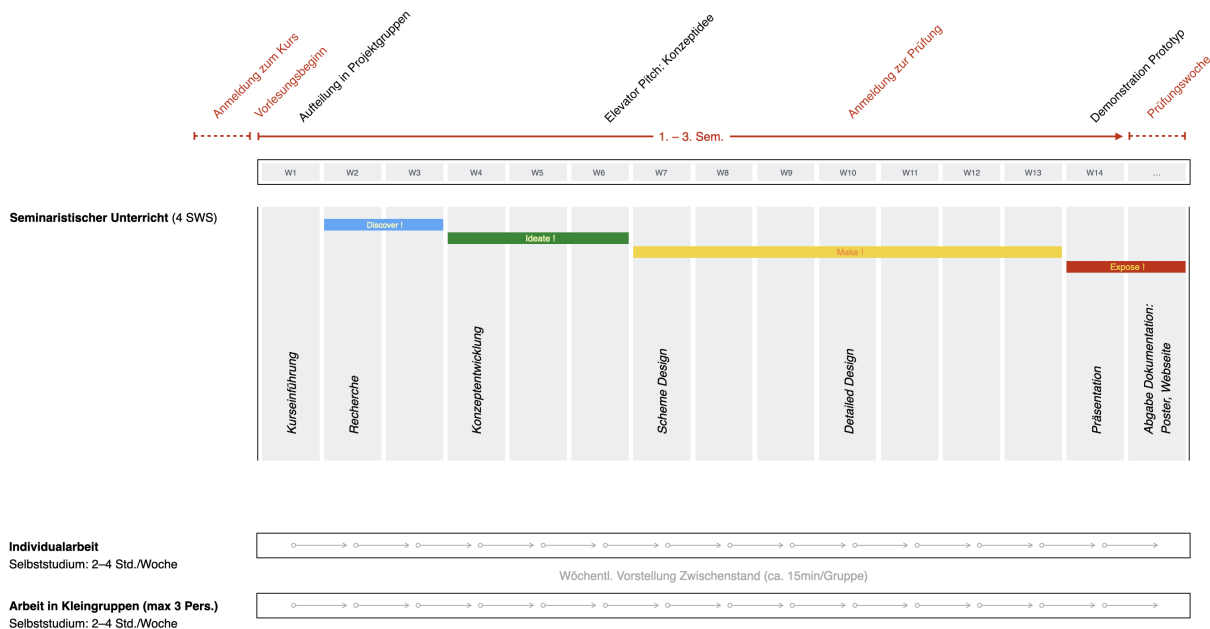 Anmeldung zum Kurs
Vorlesungsbeginn
Aufteilung in Projektgruppen
Elevator Pitch: Konzeptidee
Anmeldung zur Prüfung
Demonstration Prototyp
Prüfungswoche
1. – 3. Sem.
W1 W2 W3 W4 W5 W6 W7 W8 W9 W10 W11 W12 W13 W14 ...
Seminaristischer Unterricht (4 SWS)
Discover !
Ideate !
Make !
Expose !
Kurseinführung
Recherche
Konzeptentwicklung
Scheme Design
Detailed Design
Präsentation
Abgabe Dokumentation:
Poster, Webseite
Individualarbeit
Selbststudium: 2–4 Std./Woche
Wöchentl. Vorstellung Zwischenstand (ca. 15min/Gruppe)
Arbeit in Kleingruppen (max 3 Pers.)
Selbststudium: 2–4 Std./Woche